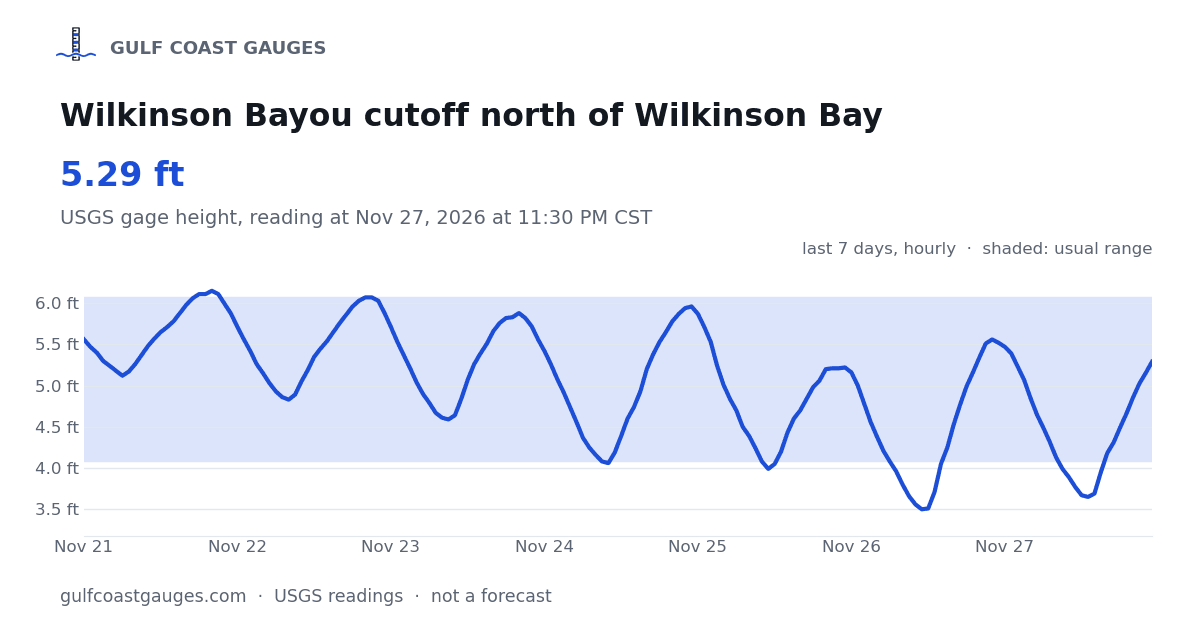 GULF COAST GAUGES
Wilkinson Bayou cutoff north of Wilkinson Bay
5.29 ft
USGS gage height, reading at Nov 27, 2026 at 11:30 PM CST
last 7 days, hourly · shaded: usual range
6.0 ft
5.5 ft
5.0 ft
4.5 ft
4.0 ft
3.5 ft
Nov 21 Nov 22 Nov 23 Nov 24 Nov 25 Nov 26 Nov 27
gulfcoastgauges.com · USGS readings · not a forecast